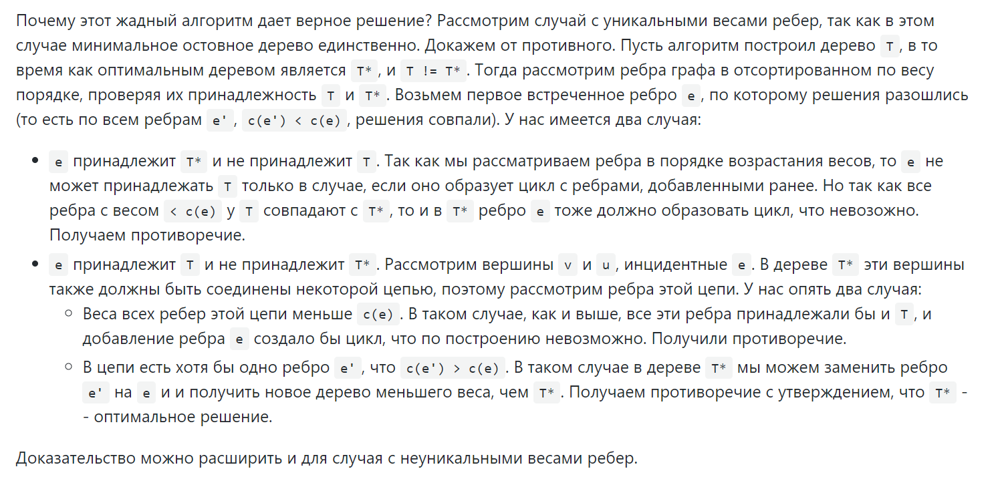 Почему этот жадный алгоритм дает верное решение? Рассмотрим случай с уникальными весами ребер, так как в этом
случае минимальное остовное дерево единственно. Докажем от противного. Пусть алгоритм построил дерево T, в то
время как оптимальным деревом является T*, и T != T*. Тогда рассмотрим ребра графа в отсортированном по весу
порядке, проверяя их принадлежность T и T*. Возьмем первое встреченное ребро e, по которому решения разошлись
(то есть по всем ребрам e', c(e') < c(e), решения совпали). У нас имеется два случая:
• e принадлежит T* и не принадлежит T. Так как мы рассматриваем ребра в порядке возрастания весов, то e не
может принадлежать T только в случае, если оно образует цикл с ребрами, добавленными ранее. Но так как все
ребра с весом < c(e) у T совпадают с T*, то и в T* ребро e тоже должно образовать цикл, что невозожно.
Получаем противоречие.
• e принадлежит T и не принадлежит T*. Рассмотрим вершины v и u, инцидентные e. В дереве T* эти вершины
также должны быть соединены некоторой цепью, поэтому рассмотрим ребра этой цепи. У нас опять два случая:
○ Веса всех ребер этой цепи меньше c(e). В таком случае, как и выше, все эти ребра принадлежали бы и T, и
добавление ребра e создало бы цикл, что по построению невозможно. Получили противоречие.
○ В цепи есть хотя бы одно ребро e', что c(e') > c(e). В таком случае в дереве T* мы можем заменить ребро
e' на e и и получить новое дерево меньшего веса, чем T*. Получаем противоречие с утверждением, что T* -
- оптимальное решение.
Доказательство можно расширить и для случая с неуникальными весами ребер.